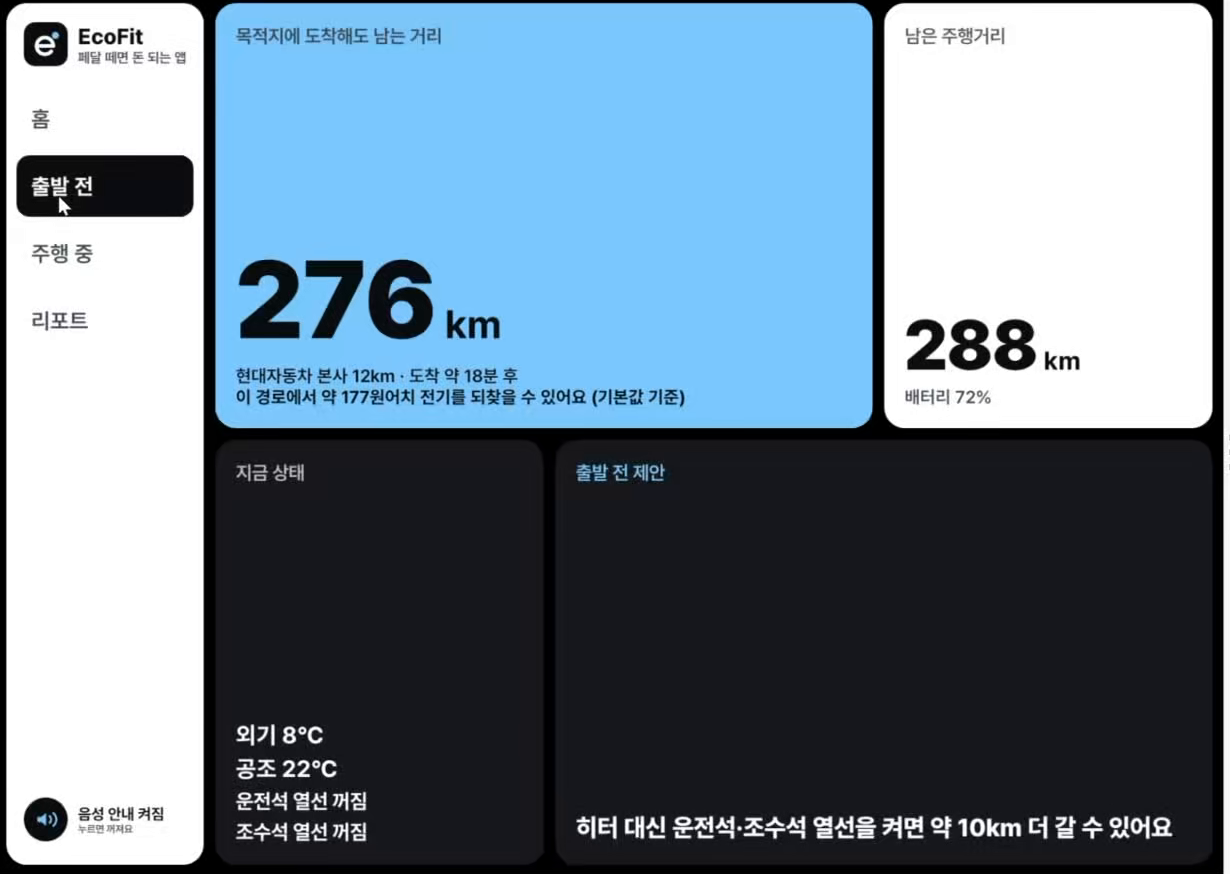 EcoFit
페달 떼면 돈 되는 앱
홈
출발 전
주행 중
리포트
음성 안내 켜짐
누르면 꺼져요
목적지에 도착해도 남는 거리
276 km
현대자동차 본사 12km · 도착 약 18분 후
이 경로에서 약 177원어치 전기를 되찾을 수 있어요 (기본값 기준)
남은 주행거리
288 km
배터리 72%
지금 상태
외기 8°C
공조 22°C
운전석 열선 꺼짐
조수석 열선 꺼짐
출발 전 제안
히터 대신 운전석·조수석 열선을 켜면 약 10km 더 갈 수 있어요